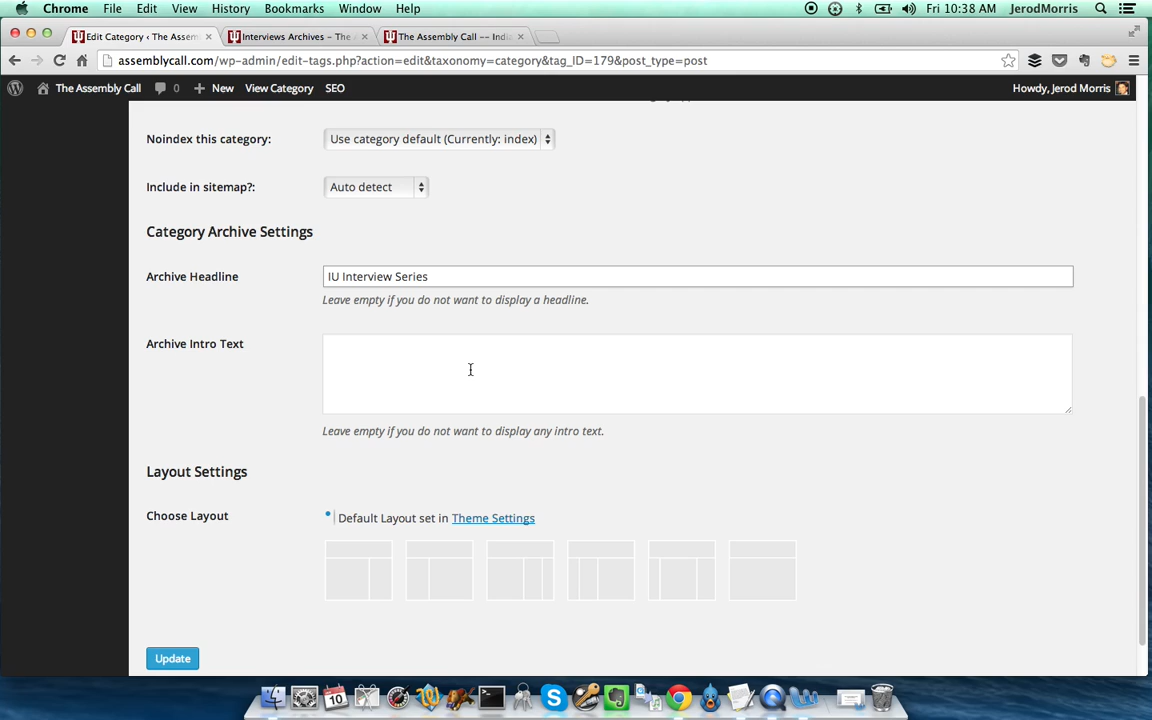 Chrome File Edit View History Bookmarks Window Help Fri 10:38 AM JerodMorris
Edit Category ‹ The Assem Interviews Archives – The A The Assembly Call -- India
assemblycall.com/wp-admin/edit-tags.php?action=edit&taxonomy=category&tag_ID=179&post_type=post
The Assembly Call 0 New View Category SEO Howdy, Jerod Morris
Noindex this category: Use category default (Currently: index)
Include in sitemap?: Auto detect
Category Archive Settings
Archive Headline IU Interview Series
Leave empty if you do not want to display a headline.
Archive Intro Text
Leave empty if you do not want to display any intro text.
Layout Settings
Choose Layout Default Layout set in Theme Settings
Update